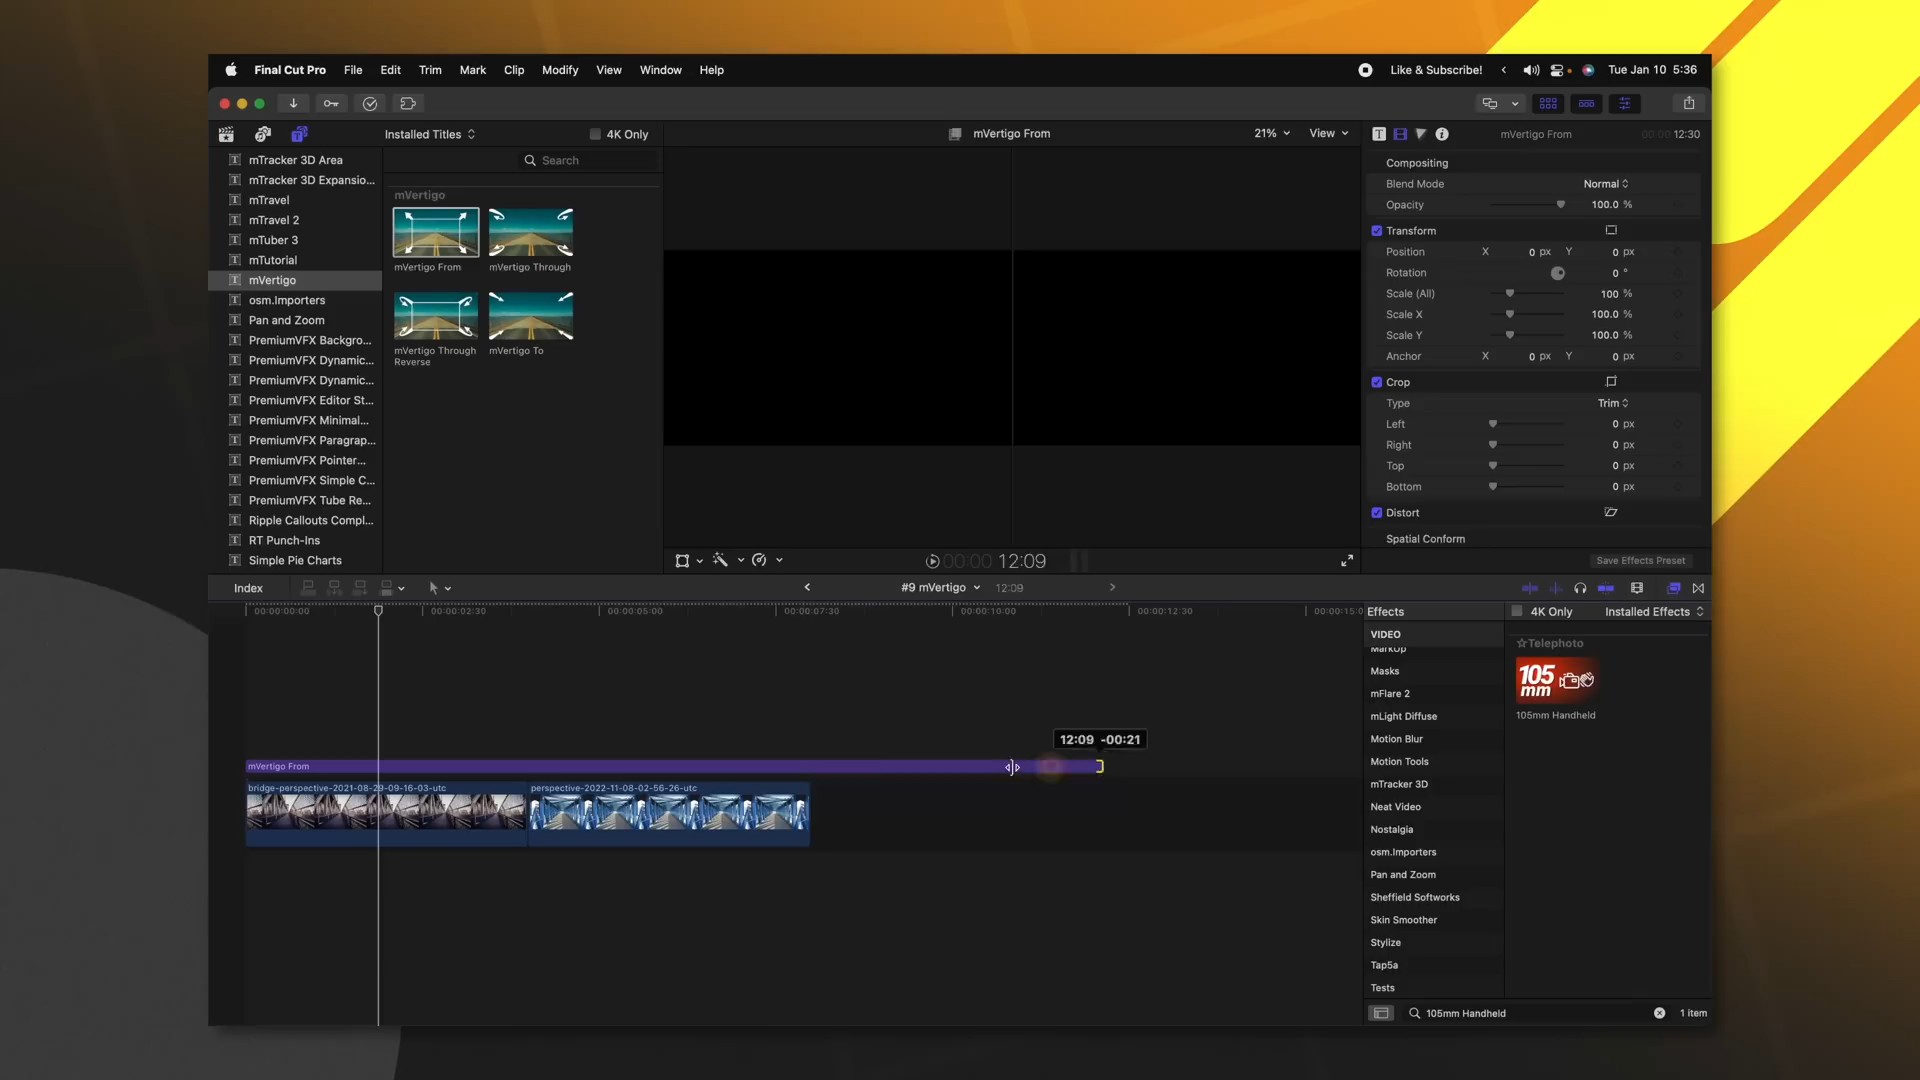 Final Cut Pro File Edit Trim Mark Clip Modify View Window Help Like & Subscribe! Tue Jan 10 5:36
Installed Titles 4K Only mVertigo From 21% View mVertigo From 00:00 12:30
Search
mTracker 3D Area
mTracker 3D Expansio...
mTravel
mTravel 2
mTuber 3
mTutorial
mVertigo
osm.Importers
Pan and Zoom
PremiumVFX Backgro...
PremiumVFX Dynamic...
PremiumVFX Dynamic...
PremiumVFX Editor St...
PremiumVFX Minimal...
PremiumVFX Paragrap...
PremiumVFX Pointer...
PremiumVFX Simple C...
PremiumVFX Tube Re...
Ripple Callouts Compl...
RT Punch-Ins
Simple Pie Charts
mVertigo
mVertigo From mVertigo Through
mVertigo Through Reverse mVertigo To
Compositing
Blend Mode Normal
Opacity 100.0 %
Transform
Position X 0 px Y 0 px
Rotation 0 °
Scale (All) 100 %
Scale X 100.0 %
Scale Y 100.0 %
Anchor X 0 px Y 0 px
Crop
Type Trim
Left 0 px
Right 0 px
Top 0 px
Bottom 0 px
Distort
Spatial Conform
Save Effects Preset
00:00 12:09
Index #9 mVertigo 12:09
00:00:00:00 00:00:02:30 00:00:05:00 00:00:07:30 00:00:10:00 00:00:12:30 00:00:15:0
12:09 -00:21
mVertigo From
bridge-perspective-2021-08-29-09-16-03-utc perspective-2022-11-08-02-56-26-utc
Effects 4K Only Installed Effects
VIDEO
MarkUp
Masks
mFlare 2
mLight Diffuse
Motion Blur
Motion Tools
mTracker 3D
Neat Video
Nostalgia
osm.Importers
Pan and Zoom
Sheffield Softworks
Skin Smoother
Stylize
Tap5a
Tests
Telephoto
105 mm
105mm Handheld
105mm Handheld 1 item